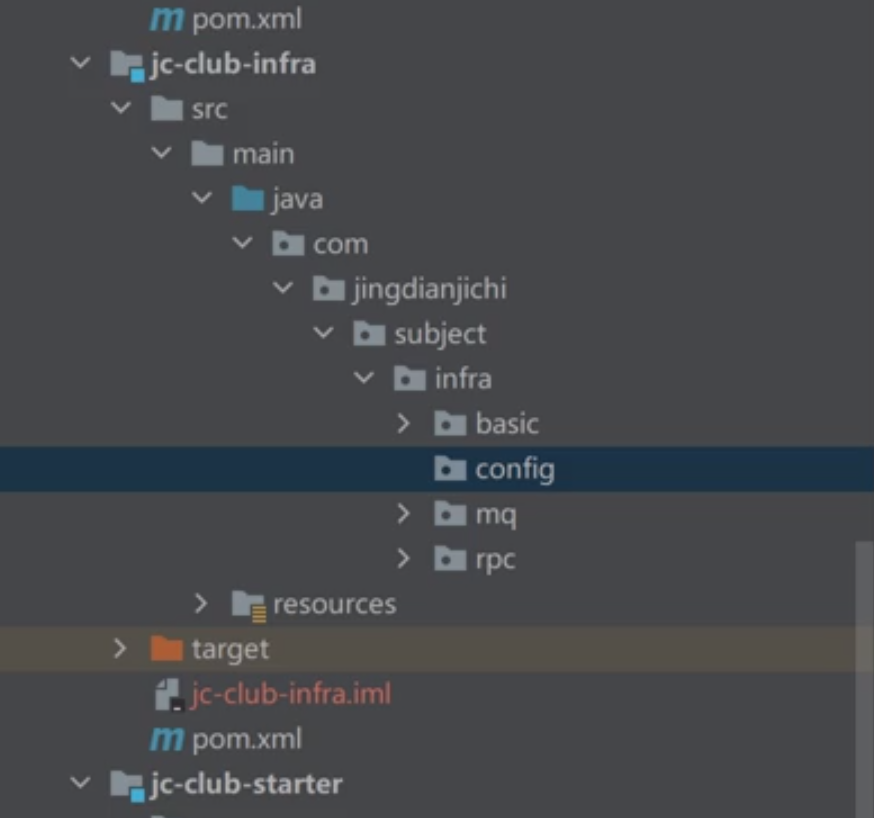 pom.xml
jc-club-infra
src
main
java
com
jingdianjichi
subject
infra
basic
config
mq
rpc
resources
target
jc-club-infra.iml
pom.xml
jc-club-starter